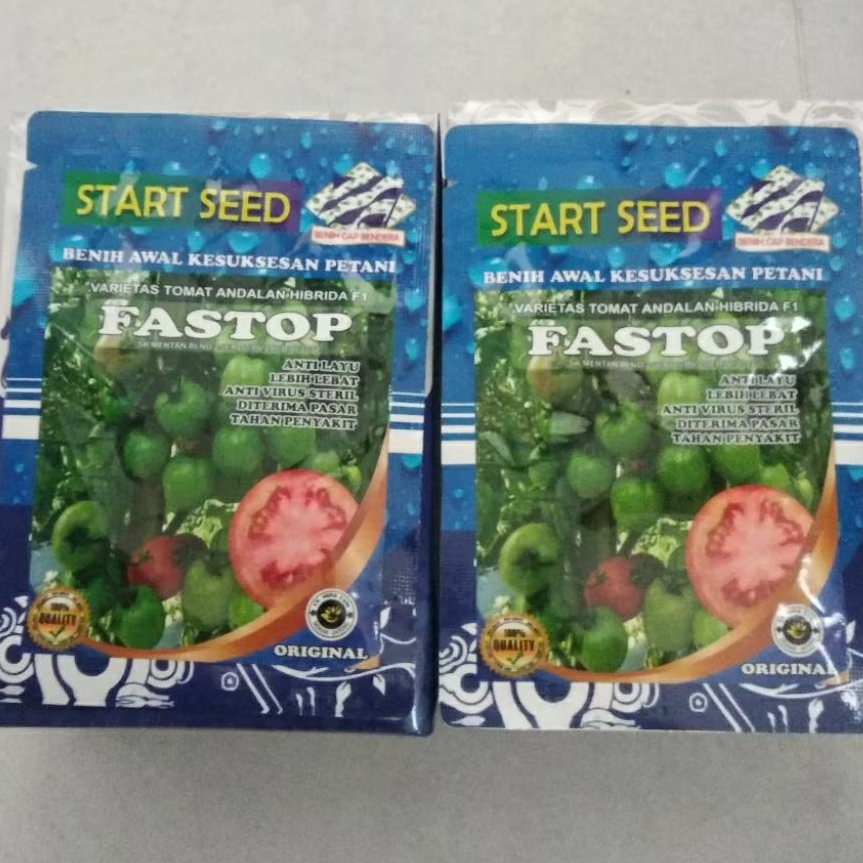 START SEED
BENIH CAP BENDERA
BENIH AWAL KESUKSESAN PETANI
VARIETAS TOMAT ANDALAN HIBRIDA F1
FASTOP
ANTI LAYU
LEBIH LEBAT
ANTI VIRUS STERIL
DITERIMA PASAR
TAHAN PENYAKIT
100%
QUALITY
ORIGINAL
START SEED
BENIH CAP BENDERA
BENIH AWAL KESUKSESAN PETANI
VARIETAS TOMAT ANDALAN HIBRIDA F1
FASTOP
ANTI LAYU
LEBIH LEBAT
ANTI VIRUS STERIL
DITERIMA PASAR
TAHAN PENYAKIT
100%
QUALITY
ORIGINAL